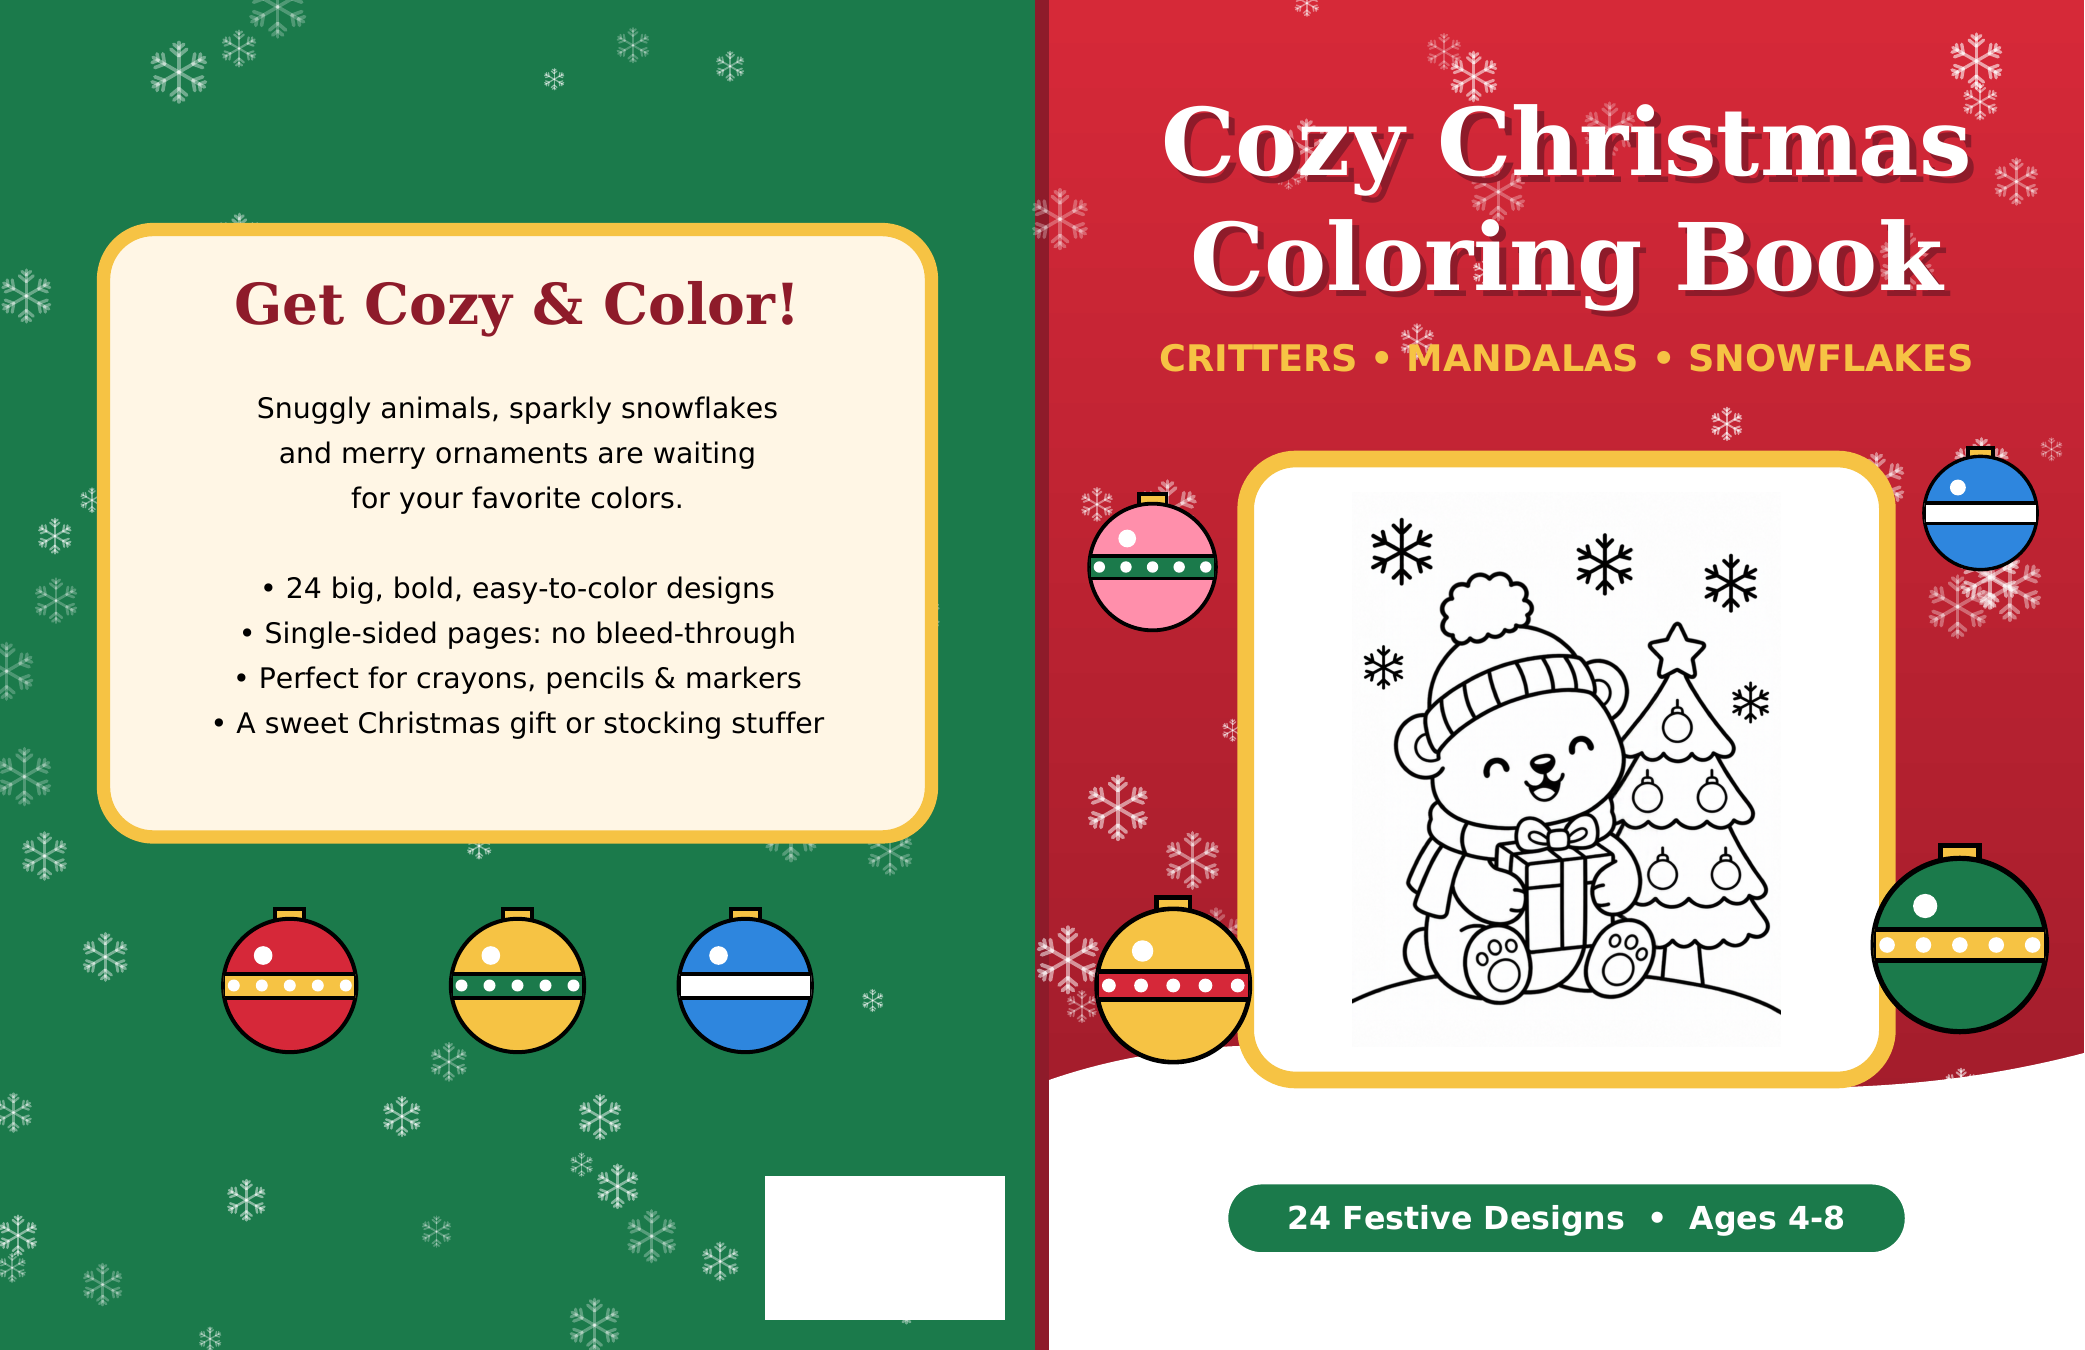 Get Cozy & Color!
Snuggly animals, sparkly snowflakes
and merry ornaments are waiting
for your favorite colors.
• 24 big, bold, easy-to-color designs
• Single-sided pages: no bleed-through
• Perfect for crayons, pencils & markers
• A sweet Christmas gift or stocking stuffer
Cozy Christmas
Coloring Book
CRITTERS • MANDALAS • SNOWFLAKES
24 Festive Designs • Ages 4-8